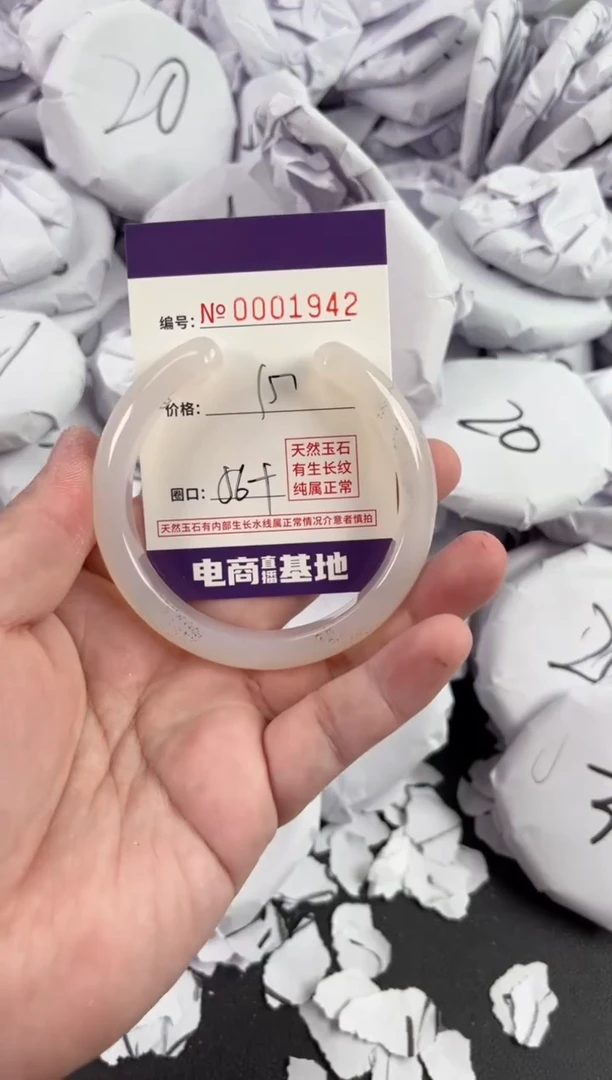 20
编号: № 0001942
价格: 15
20
天然玉石
有生长纹
纯属正常
圈口: 56+
天然玉石有内部生长水线属正常情况介意者慎拍
电商直播基地